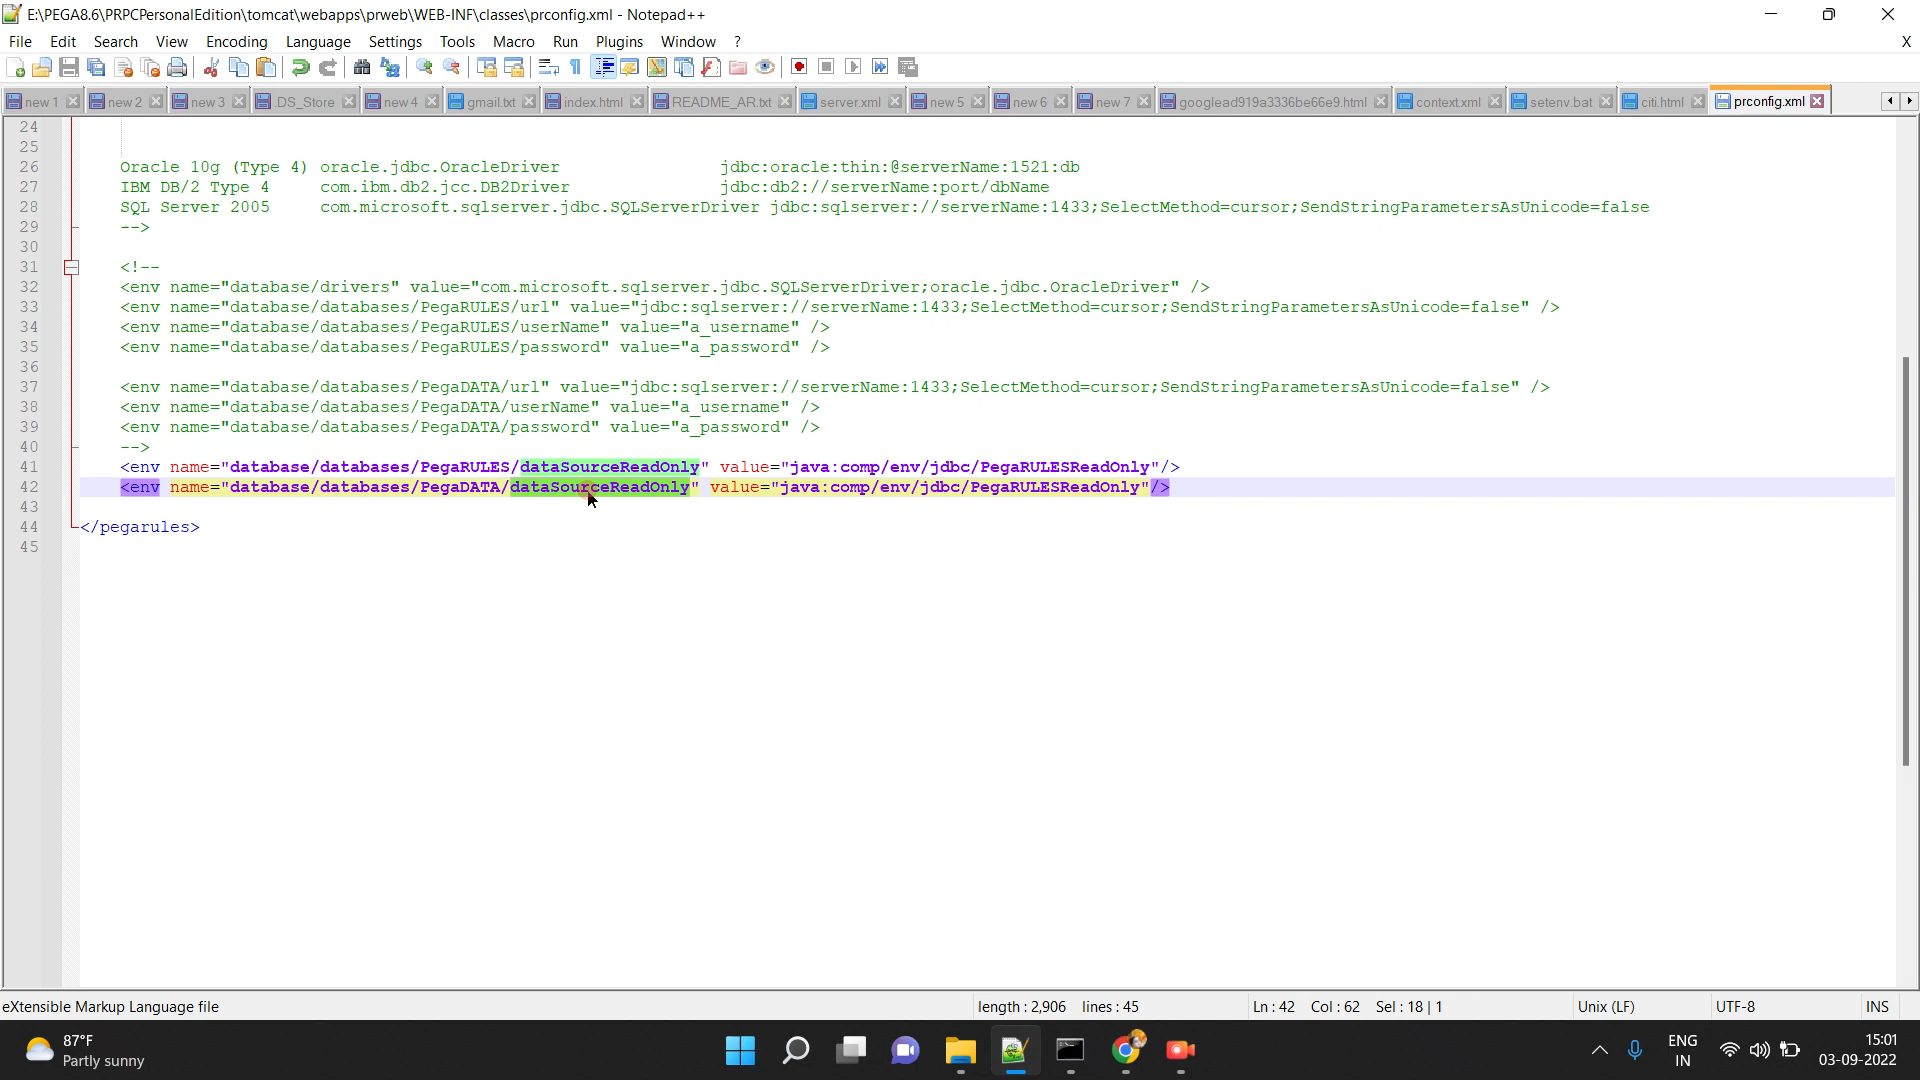 E:\PEGA8.6\PRPCPersonalEdition\tomcat\webapps\prweb\WEB-INF\classes\prconfig.xml - Notepad++
File Edit Search View Encoding Language Settings Tools Macro Run Plugins Window ? X
new 1 new 2 new 3 .DS_Store new 4 gmail.txt index.html README_AR.txt server.xml new 5 new 6 new 7 googlead919a3336be66e9.html context.xml setenv.bat citi.html prconfig.xml
24
25
26 Oracle 10g (Type 4) oracle.jdbc.OracleDriver jdbc:oracle:thin:@serverName:1521:db
27 IBM DB/2 Type 4 com.ibm.db2.jcc.DB2Driver jdbc:db2://serverName:port/dbName
28 SQL Server 2005 com.microsoft.sqlserver.jdbc.SQLServerDriver jdbc:sqlserver://serverName:1433;SelectMethod=cursor;SendStringParametersAsUnicode=false
29 -->
30
31 <!--
32 <env name="database/drivers" value="com.microsoft.sqlserver.jdbc.SQLServerDriver;oracle.jdbc.OracleDriver" />
33 <env name="database/databases/PegaRULES/url" value="jdbc:sqlserver://serverName:1433;SelectMethod=cursor;SendStringParametersAsUnicode=false" />
34 <env name="database/databases/PegaRULES/userName" value="a_username" />
35 <env name="database/databases/PegaRULES/password" value="a_password" />
36
37 <env name="database/databases/PegaDATA/url" value="jdbc:sqlserver://serverName:1433;SelectMethod=cursor;SendStringParametersAsUnicode=false" />
38 <env name="database/databases/PegaDATA/userName" value="a_username" />
39 <env name="database/databases/PegaDATA/password" value="a_password" />
40 -->
41 <env name="database/databases/PegaRULES/dataSourceReadOnly" value="java:comp/env/jdbc/PegaRULESReadOnly"/>
42 <env name="database/databases/PegaDATA/dataSourceReadOnly" value="java:comp/env/jdbc/PegaRULESReadOnly"/>
43
44 </pegarules>
45
eXtensible Markup Language file length : 2,906 lines : 45 Ln : 42 Col : 62 Sel : 18 | 1 Unix (LF) UTF-8 INS
87°F
Partly sunny
ENG
IN
15:01
03-09-2022